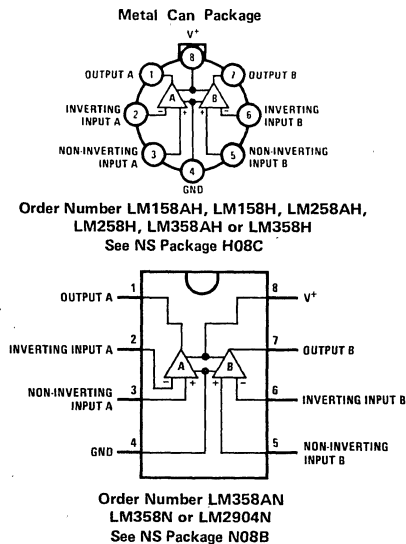 Metal Can Package
V+
8
OUTPUT A 1 7 OUTPUT B
A B
INVERTING INPUT A 2 - + + - 6 INVERTING INPUT B
NON-INVERTING INPUT A 3 5 NON-INVERTING INPUT B
4
GND
Order Number LM158AH, LM158H, LM258AH,
LM258H, LM358AH or LM358H
See NS Package H08C
OUTPUT A 1 8 V+
INVERTING INPUT A 2 7 OUTPUT B
A B
- + + -
NON-INVERTING INPUT A 3 6 INVERTING INPUT B
GND 4 5 NON-INVERTING INPUT B
Order Number LM358AN
LM358N or LM2904N
See NS Package N08B